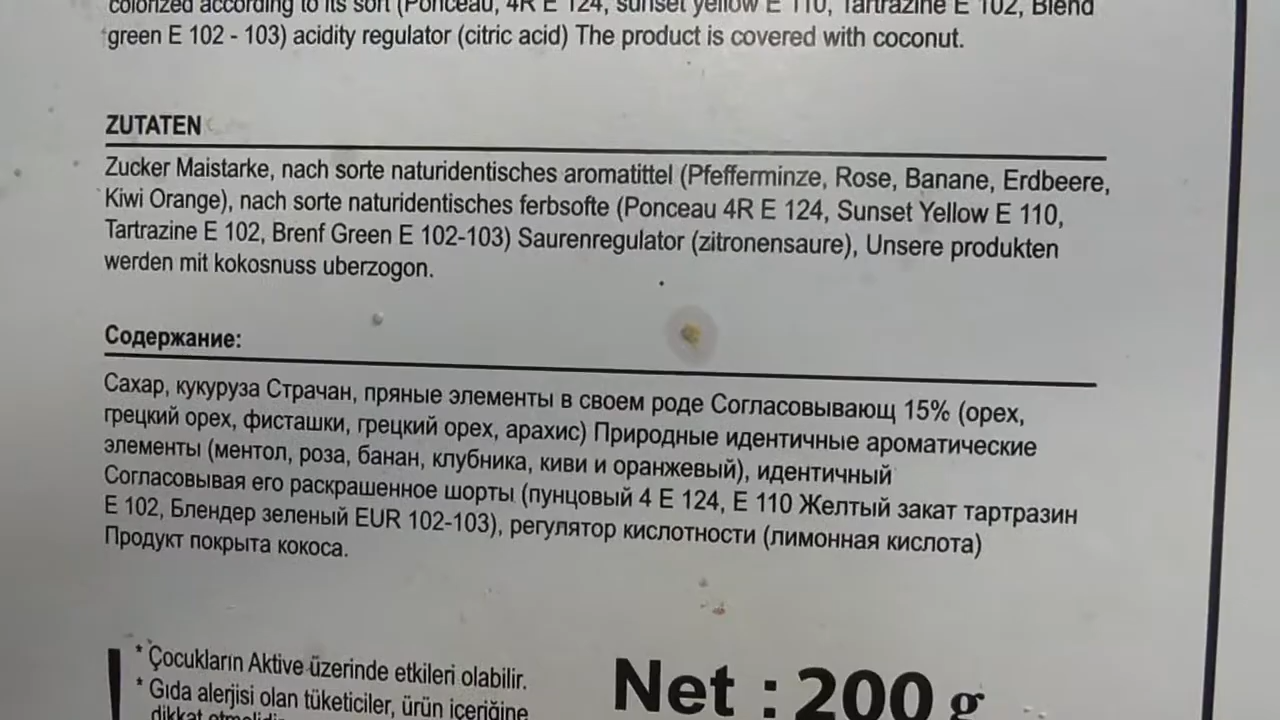 colorized according to its sort (Ponceau, 4R E 124, sunset yellow E 110, Tartrazine E 102, Blend
green E 102 - 103) acidity regulator (citric acid) The product is covered with coconut.
ZUTATEN
Zucker Maistarke, nach sorte naturidentisches aromatittel (Pfefferminze, Rose, Banane, Erdbeere,
Kiwi Orange), nach sorte naturidentisches ferbsofte (Ponceau 4R E 124, Sunset Yellow E 110,
Tartrazine E 102, Brenf Green E 102-103) Saurenregulator (zitronensaure), Unsere produkten
werden mit kokosnuss uberzogon.
Содержание:
Сахар, кукуруза Страчан, пряные элементы в своем роде Согласовывающ 15% (орех,
грецкий орех, фисташки, грецкий орех, арахис) Природные идентичные ароматические
элементы (ментол, роза, банан, клубника, киви и оранжевый), идентичный
Согласовывая его раскрашенное шорты (пунцовый 4 Е 124, Е 110 Желтый закат тартразин
Е 102, Блендер зеленый EUR 102-103), регулятор кислотности (лимонная кислота)
Продукт покрыта кокоса.
! * Çocukların Aktive üzerinde etkileri olabilir.
* Gıda alerjisi olan tüketiciler, ürün içeriğine
dikkat etmelidir
Net : 200 g